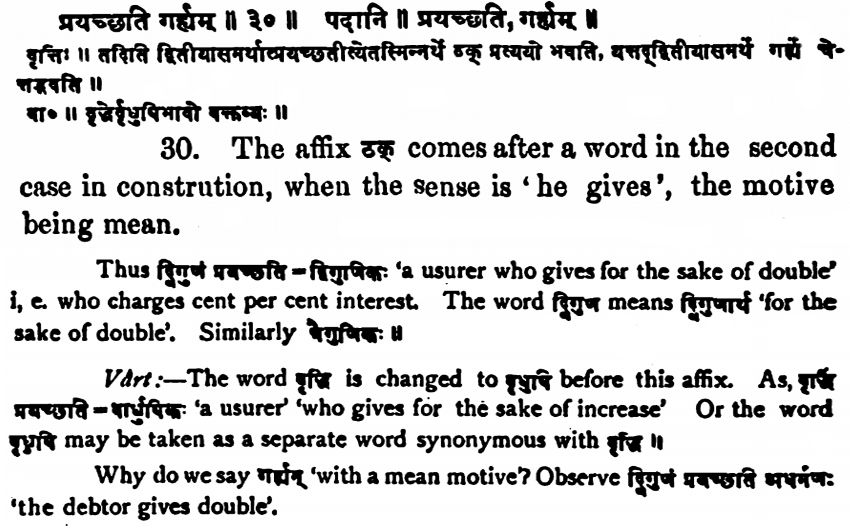 प्रयच्छति गर्ह्यम् ॥ ३० ॥ पदानि ॥ प्रयच्छति, गर्ह्यम् ॥
वृत्तिः ॥ तदिति द्वितीयासमर्थात्प्रयच्छतीत्येतस्मिन्नर्थे ठक् प्रत्ययो भवति, यत्तद्द्वितीयासमर्थे गर्ह्यं चे-
त्तद्भवति ॥
वा० ॥ वृद्धेर्वृधुषिभावो वक्तव्यः ॥
30. The affix ठक् comes after a word in the second
case in constrution, when the sense is ‘he gives’, the motive
being mean.
Thus द्विगुणं प्रयच्छति = द्वैगुणिकः ‘a usurer who gives for the sake of double’
i, e. who charges cent per cent interest. The word द्विगुण means द्विगुणार्थ ‘for the
sake of double’. Similarly त्रैगुणिकः ॥
Várt:—The word वृद्धि is changed to वृधुषि before this affix. As, वृद्धिं
प्रयच्छति = वार्धुषिकः ‘a usurer’ ‘who gives for the sake of increase’ Or the word
वृधुषि may be taken as a separate word synonymous with वृद्धि ॥
Why do we say गर्ह्यम् ‘with a mean motive? Observe द्विगुणं प्रयच्छति अधमर्णः
‘the debtor gives double’.